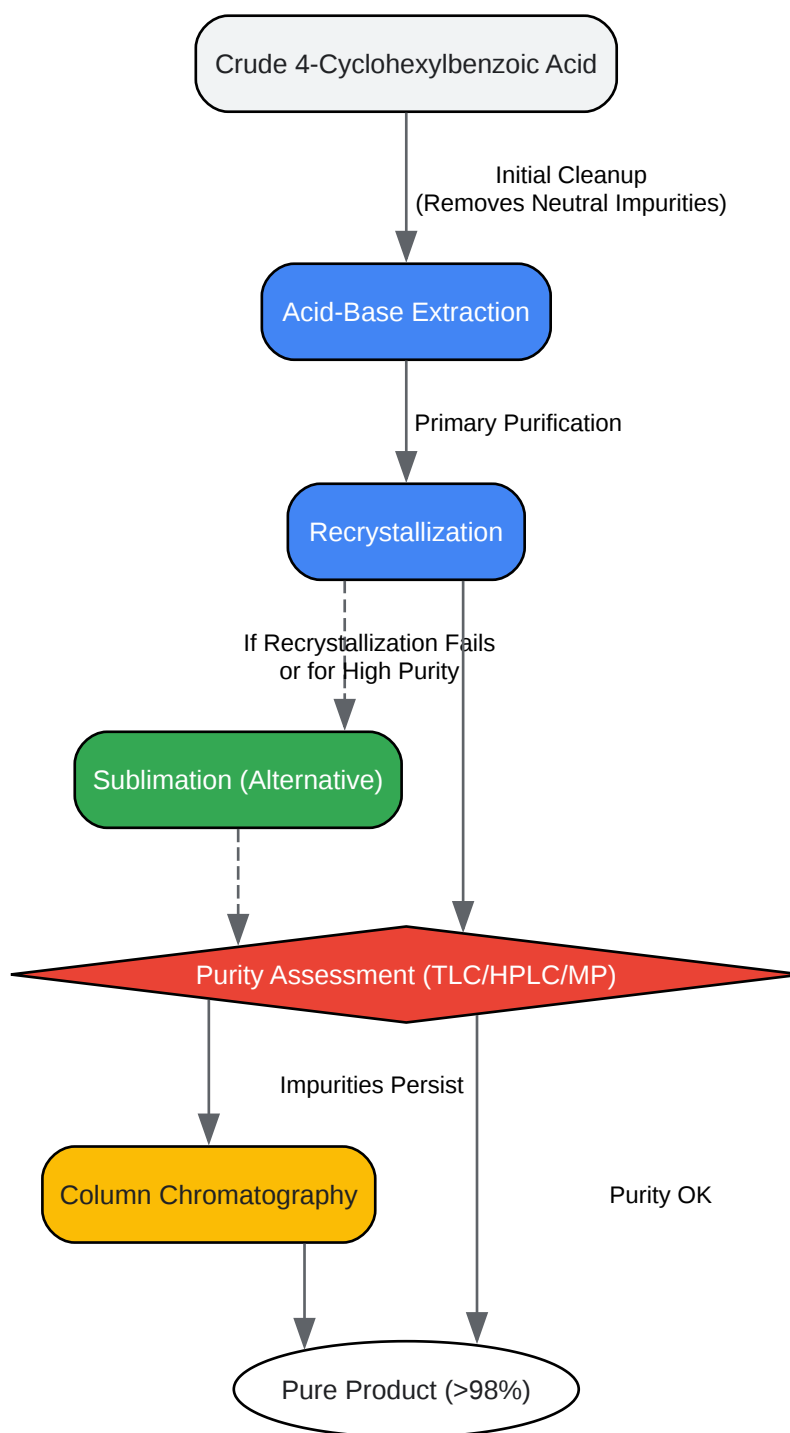 Crude 4-Cyclohexylbenzoic Acid
Initial Cleanup
(Removes Neutral Impurities)
Acid-Base Extraction
Primary Purification
Recrystallization
If Recrystallization Fails
or for High Purity
Sublimation (Alternative)
Purity Assessment (TLC/HPLC/MP)
Impurities Persist
Column Chromatography
Purity OK
Pure Product (>98%)